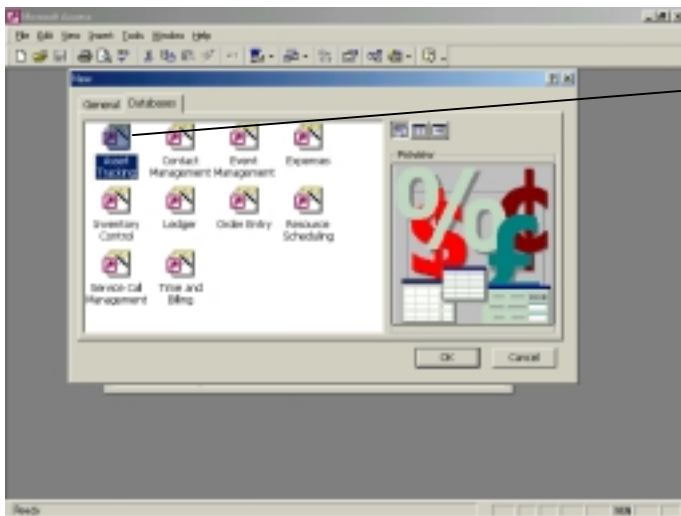 Microsoft Access
File Edit View Insert Tools Window Help
New
General Databases
Asset Tracking
Contact Management
Event Management
Expenses
Inventory Control
Ledger
Order Entry
Resource Scheduling
Service Call Management
Time and Billing
Preview
OK Cancel
Ready NUM